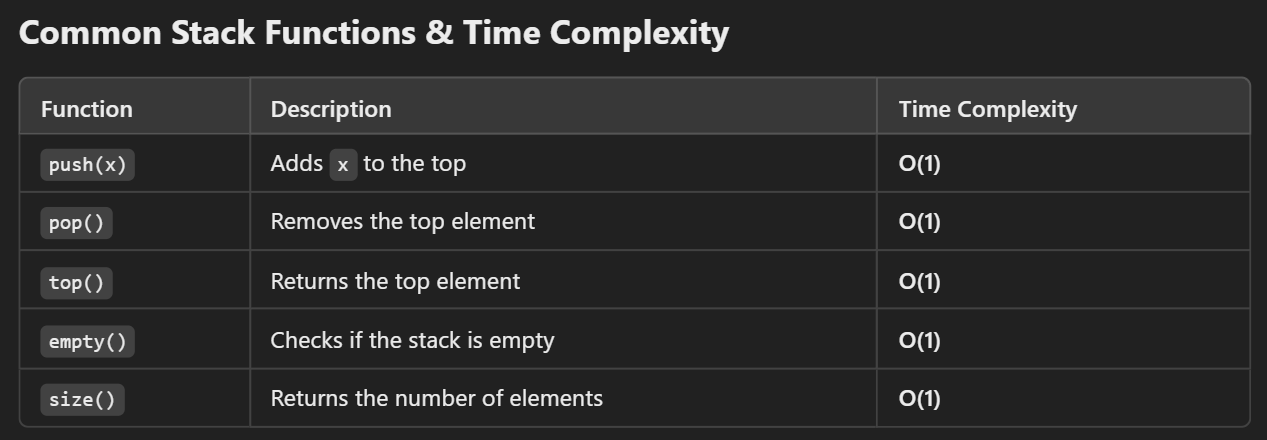 Common Stack Functions & Time Complexity
Function Description Time Complexity
push(x) Adds x to the top O(1)
pop() Removes the top element O(1)
top() Returns the top element O(1)
empty() Checks if the stack is empty O(1)
size() Returns the number of elements O(1)